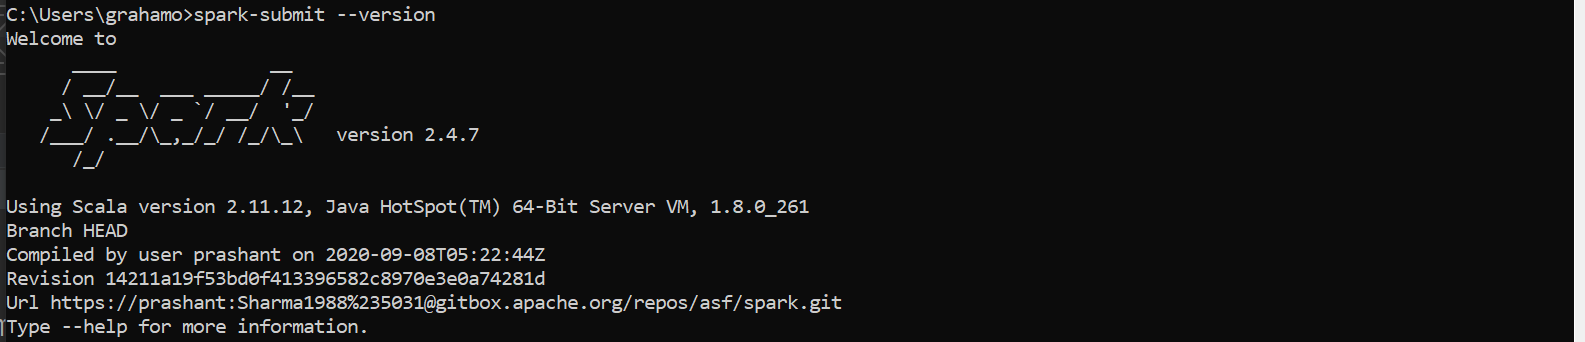 C:\Users\grahamo>spark-submit --version
Welcome to
      ____              __
     / __/__  ___ _____/ /__
    _\ \/ _ \/ _ `/ __/  '_/
   /___/ .__/\_,_/_/ /_/\_\   version 2.4.7
      /_/
Using Scala version 2.11.12, Java HotSpot(TM) 64-Bit Server VM, 1.8.0_261
Branch HEAD
Compiled by user prashant on 2020-09-08T05:22:44Z
Revision 14211a19f53bd0f413396582c8970e3e0a74281d
Url https://prashant:Sharma1988%235031@gitbox.apache.org/repos/asf/spark.git
Type --help for more information.